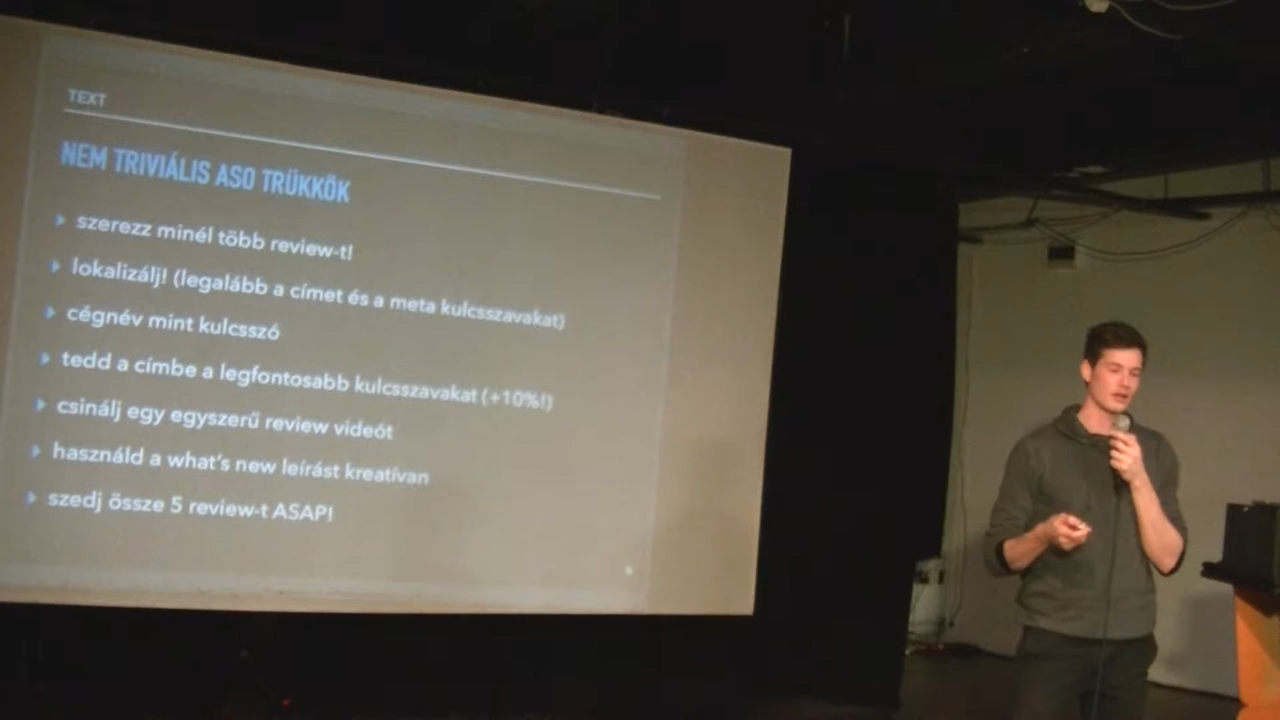 TEXT
NEM TRIVIÁLIS ASO TRÜKKÖK
szerezz minél több review-t!
lokalizálj! (legalább a címet és a meta kulcsszavakat)
cégnév mint kulcsszó
tedd a címbe a legfontosabb kulcsszavakat (+10%!)
csinálj egy egyszerű review videót
használd a what's new leírást kreatívan
szedj össze 5 review-t ASAP!